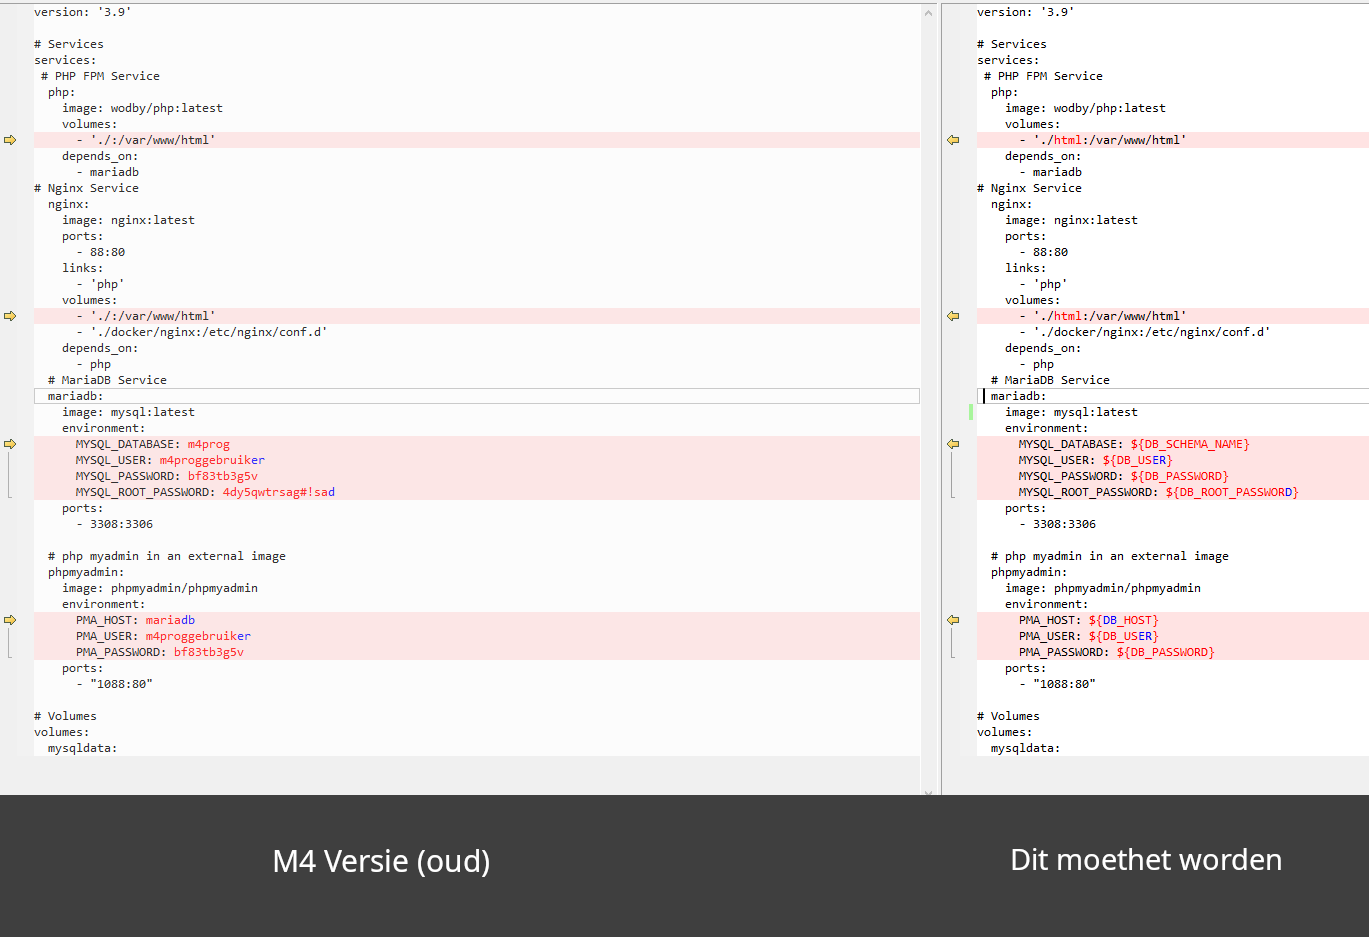 version: '3.9'

# Services
services:
 # PHP FPM Service
  php:
    image: wodby/php:latest
    volumes:
      - './:/var/www/html'
    depends_on:
      - mariadb
# Nginx Service
  nginx:
    image: nginx:latest
    ports:
      - 88:80
    links:
      - 'php'
    volumes:
      - './:/var/www/html'
      - './docker/nginx:/etc/nginx/conf.d'
    depends_on:
      - php
  # MariaDB Service
  mariadb:
    image: mysql:latest
    environment:
      MYSQL_DATABASE: m4prog
      MYSQL_USER: m4proggebruiker
      MYSQL_PASSWORD: bf83tb3g5v
      MYSQL_ROOT_PASSWORD: 4dy5qwtrsag#!sad
    ports:
      - 3308:3306

  # php myadmin in an external image
  phpmyadmin:
    image: phpmyadmin/phpmyadmin
    environment:
      PMA_HOST: mariadb
      PMA_USER: m4proggebruiker
      PMA_PASSWORD: bf83tb3g5v
    ports:
      - "1088:80"

# Volumes
volumes:
  mysqldata:
M4 Versie (oud)
version: '3.9'

# Services
services:
 # PHP FPM Service
  php:
    image: wodby/php:latest
    volumes:
      - './html:/var/www/html'
    depends_on:
      - mariadb
# Nginx Service
  nginx:
    image: nginx:latest
    ports:
      - 88:80
    links:
      - 'php'
    volumes:
      - './html:/var/www/html'
      - './docker/nginx:/etc/nginx/conf.d'
    depends_on:
      - php
  # MariaDB Service
  mariadb:
    image: mysql:latest
    environment:
      MYSQL_DATABASE: ${DB_SCHEMA_NAME}
      MYSQL_USER: ${DB_USER}
      MYSQL_PASSWORD: ${DB_PASSWORD}
      MYSQL_ROOT_PASSWORD: ${DB_ROOT_PASSWORD}
    ports:
      - 3308:3306

  # php myadmin in an external image
  phpmyadmin:
    image: phpmyadmin/phpmyadmin
    environment:
      PMA_HOST: ${DB_HOST}
      PMA_USER: ${DB_USER}
      PMA_PASSWORD: ${DB_PASSWORD}
    ports:
      - "1088:80"

# Volumes
volumes:
  mysqldata:
Dit moethet worden